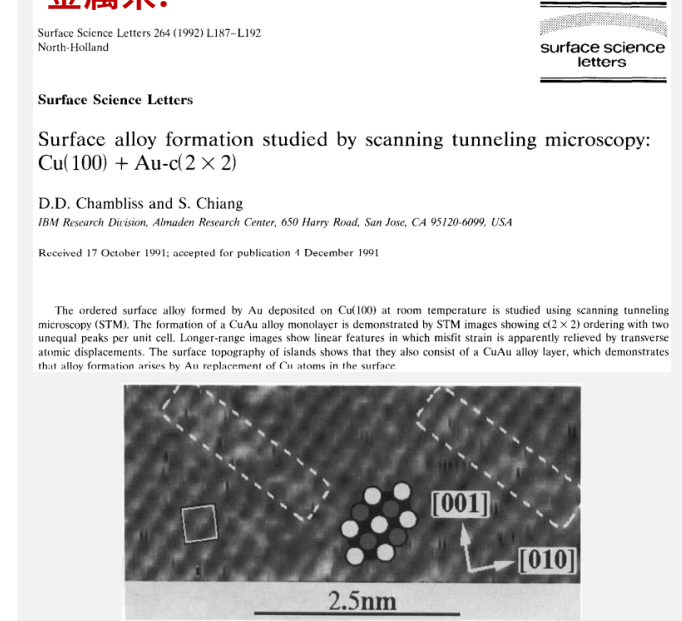 Surface Science Letters 264 (1992) L187–L192
North-Holland
surface science
letters
Surface Science Letters
Surface alloy formation studied by scanning tunneling microscopy:
Cu(100) + Au-c(2 × 2)
D.D. Chambliss and S. Chiang
IBM Research Division, Almaden Research Center, 650 Harry Road, San Jose, CA 95120-6099, USA
Received 17 October 1991; accepted for publication 4 December 1991
The ordered surface alloy formed by Au deposited on Cu(100) at room temperature is studied using scanning tunneling
microscopy (STM). The formation of a CuAu alloy monolayer is demonstrated by STM images showing c(2 × 2) ordering with two
unequal peaks per unit cell. Longer-range images show linear features in which misfit strain is apparently relieved by transverse
atomic displacements. The surface topography of islands shows that they also consist of a CuAu alloy layer, which demonstrates
that alloy formation arises by Au replacement of Cu atoms in the surface.
[001]
[010]
2.5nm